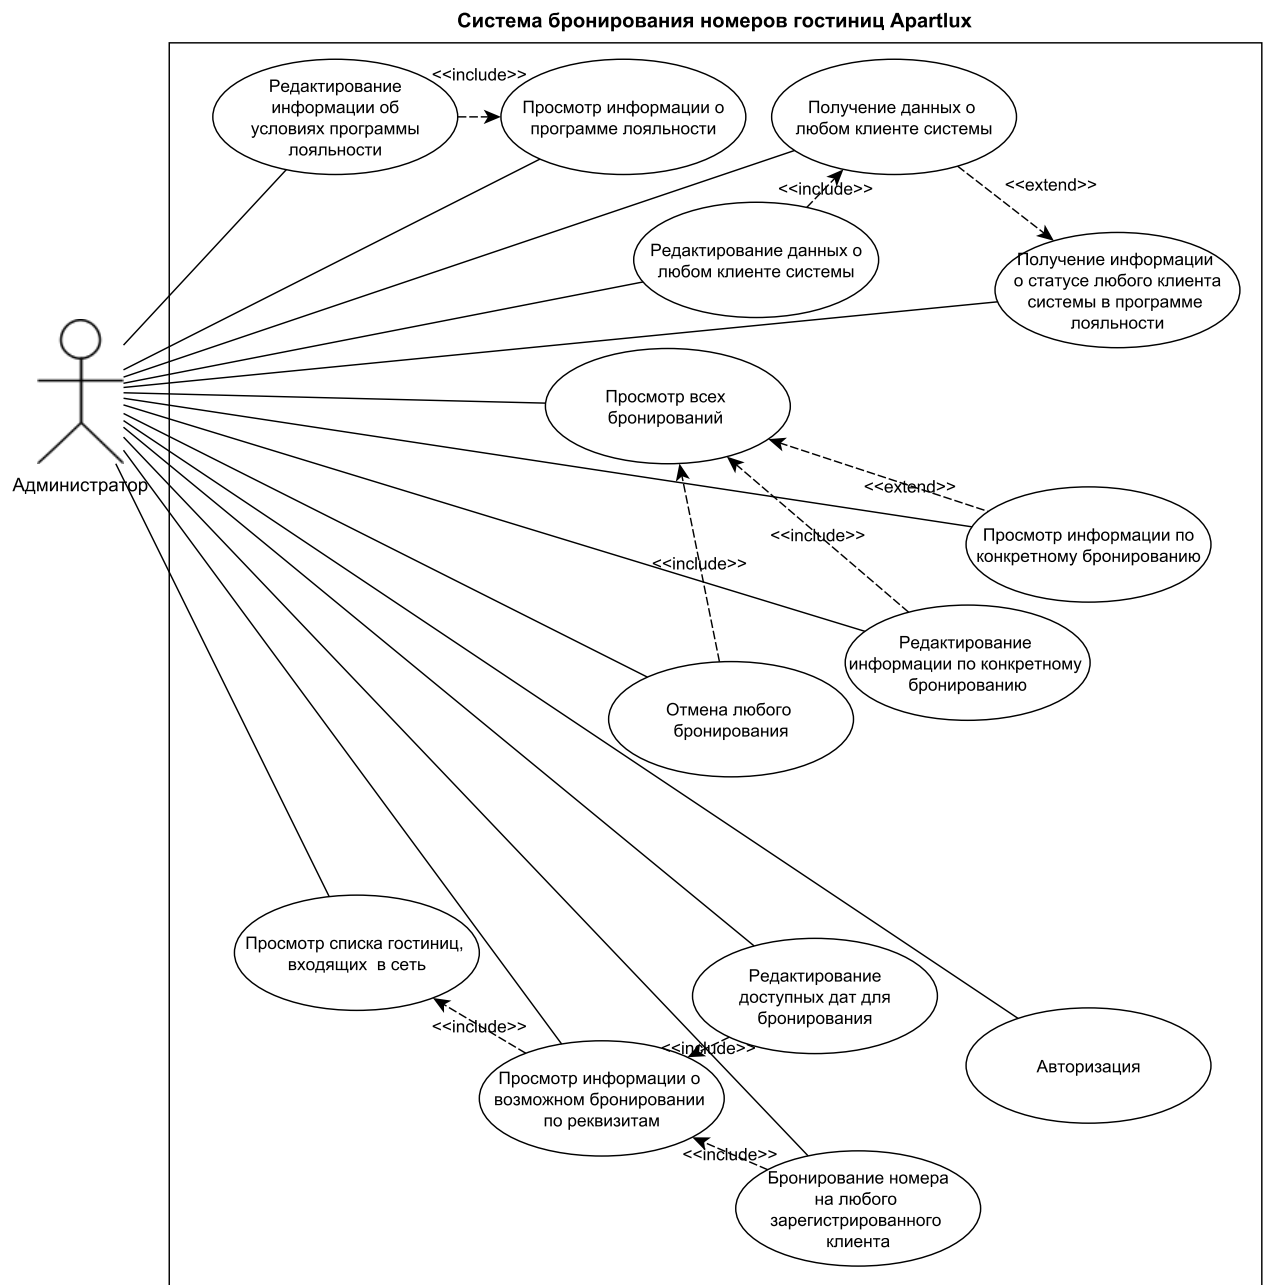 Система бронирования номеров гостиниц Apartlux
Редактирование
информации об
условиях программы
лояльности
<<include>>
Просмотр информации о
программе лояльности
Получение данных о
любом клиенте системы
<<include>>
<<extend>>
Редактирование данных о
любом клиенте системы
Получение информации
о статусе любого клиента
системы в программе
лояльности
Просмотр всех
бронирований
Администратор
<<extend>>
<<include>>
<<include>>
Просмотр информации по
конкретному бронированию
Редактирование
информации по конкретному
бронированию
Отмена любого
бронирования
Просмотр списка гостиниц,
входящих  в сеть
Редактирование
доступных дат для
бронирования
<<include>>
<<include>>
Авторизация
Просмотр информации о
возможном бронировании
по реквизитам
<<include>>
Бронирование номера
на любого
зарегистрированного
клиента